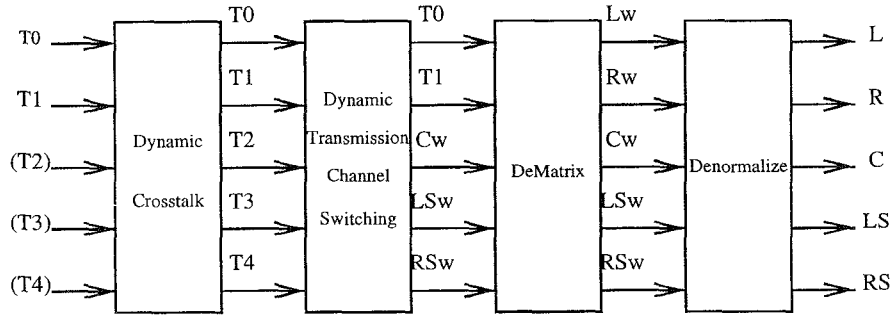 T0 T0 T0 Lw L
T1 T1 T1 Rw R
Dynamic
Transmission
(T2) Dynamic T2 Cw DeMatrix Cw Denormalize C
Channel
Crosstalk
(T3) T3 Switching LSw LSw LS
(T4) T4 RSw RSw RS